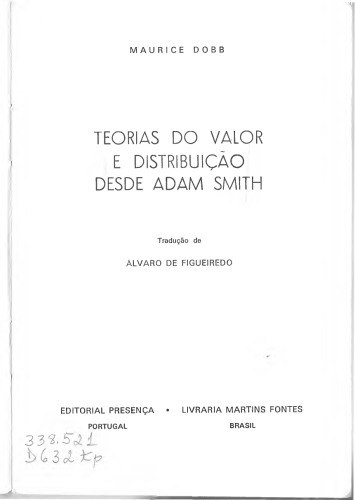 MAURICE DOBB
TEORIAS DO VALOR
E DISTRIBUIÇÃO
DESDE ADAM SMITH
Tradução de
ALVARO DE FIGUEIREDO
EDITORIAL PRESENÇA • LIVRARIA MARTINS FONTES
PORTUGAL BRASIL
338.521
D632tp